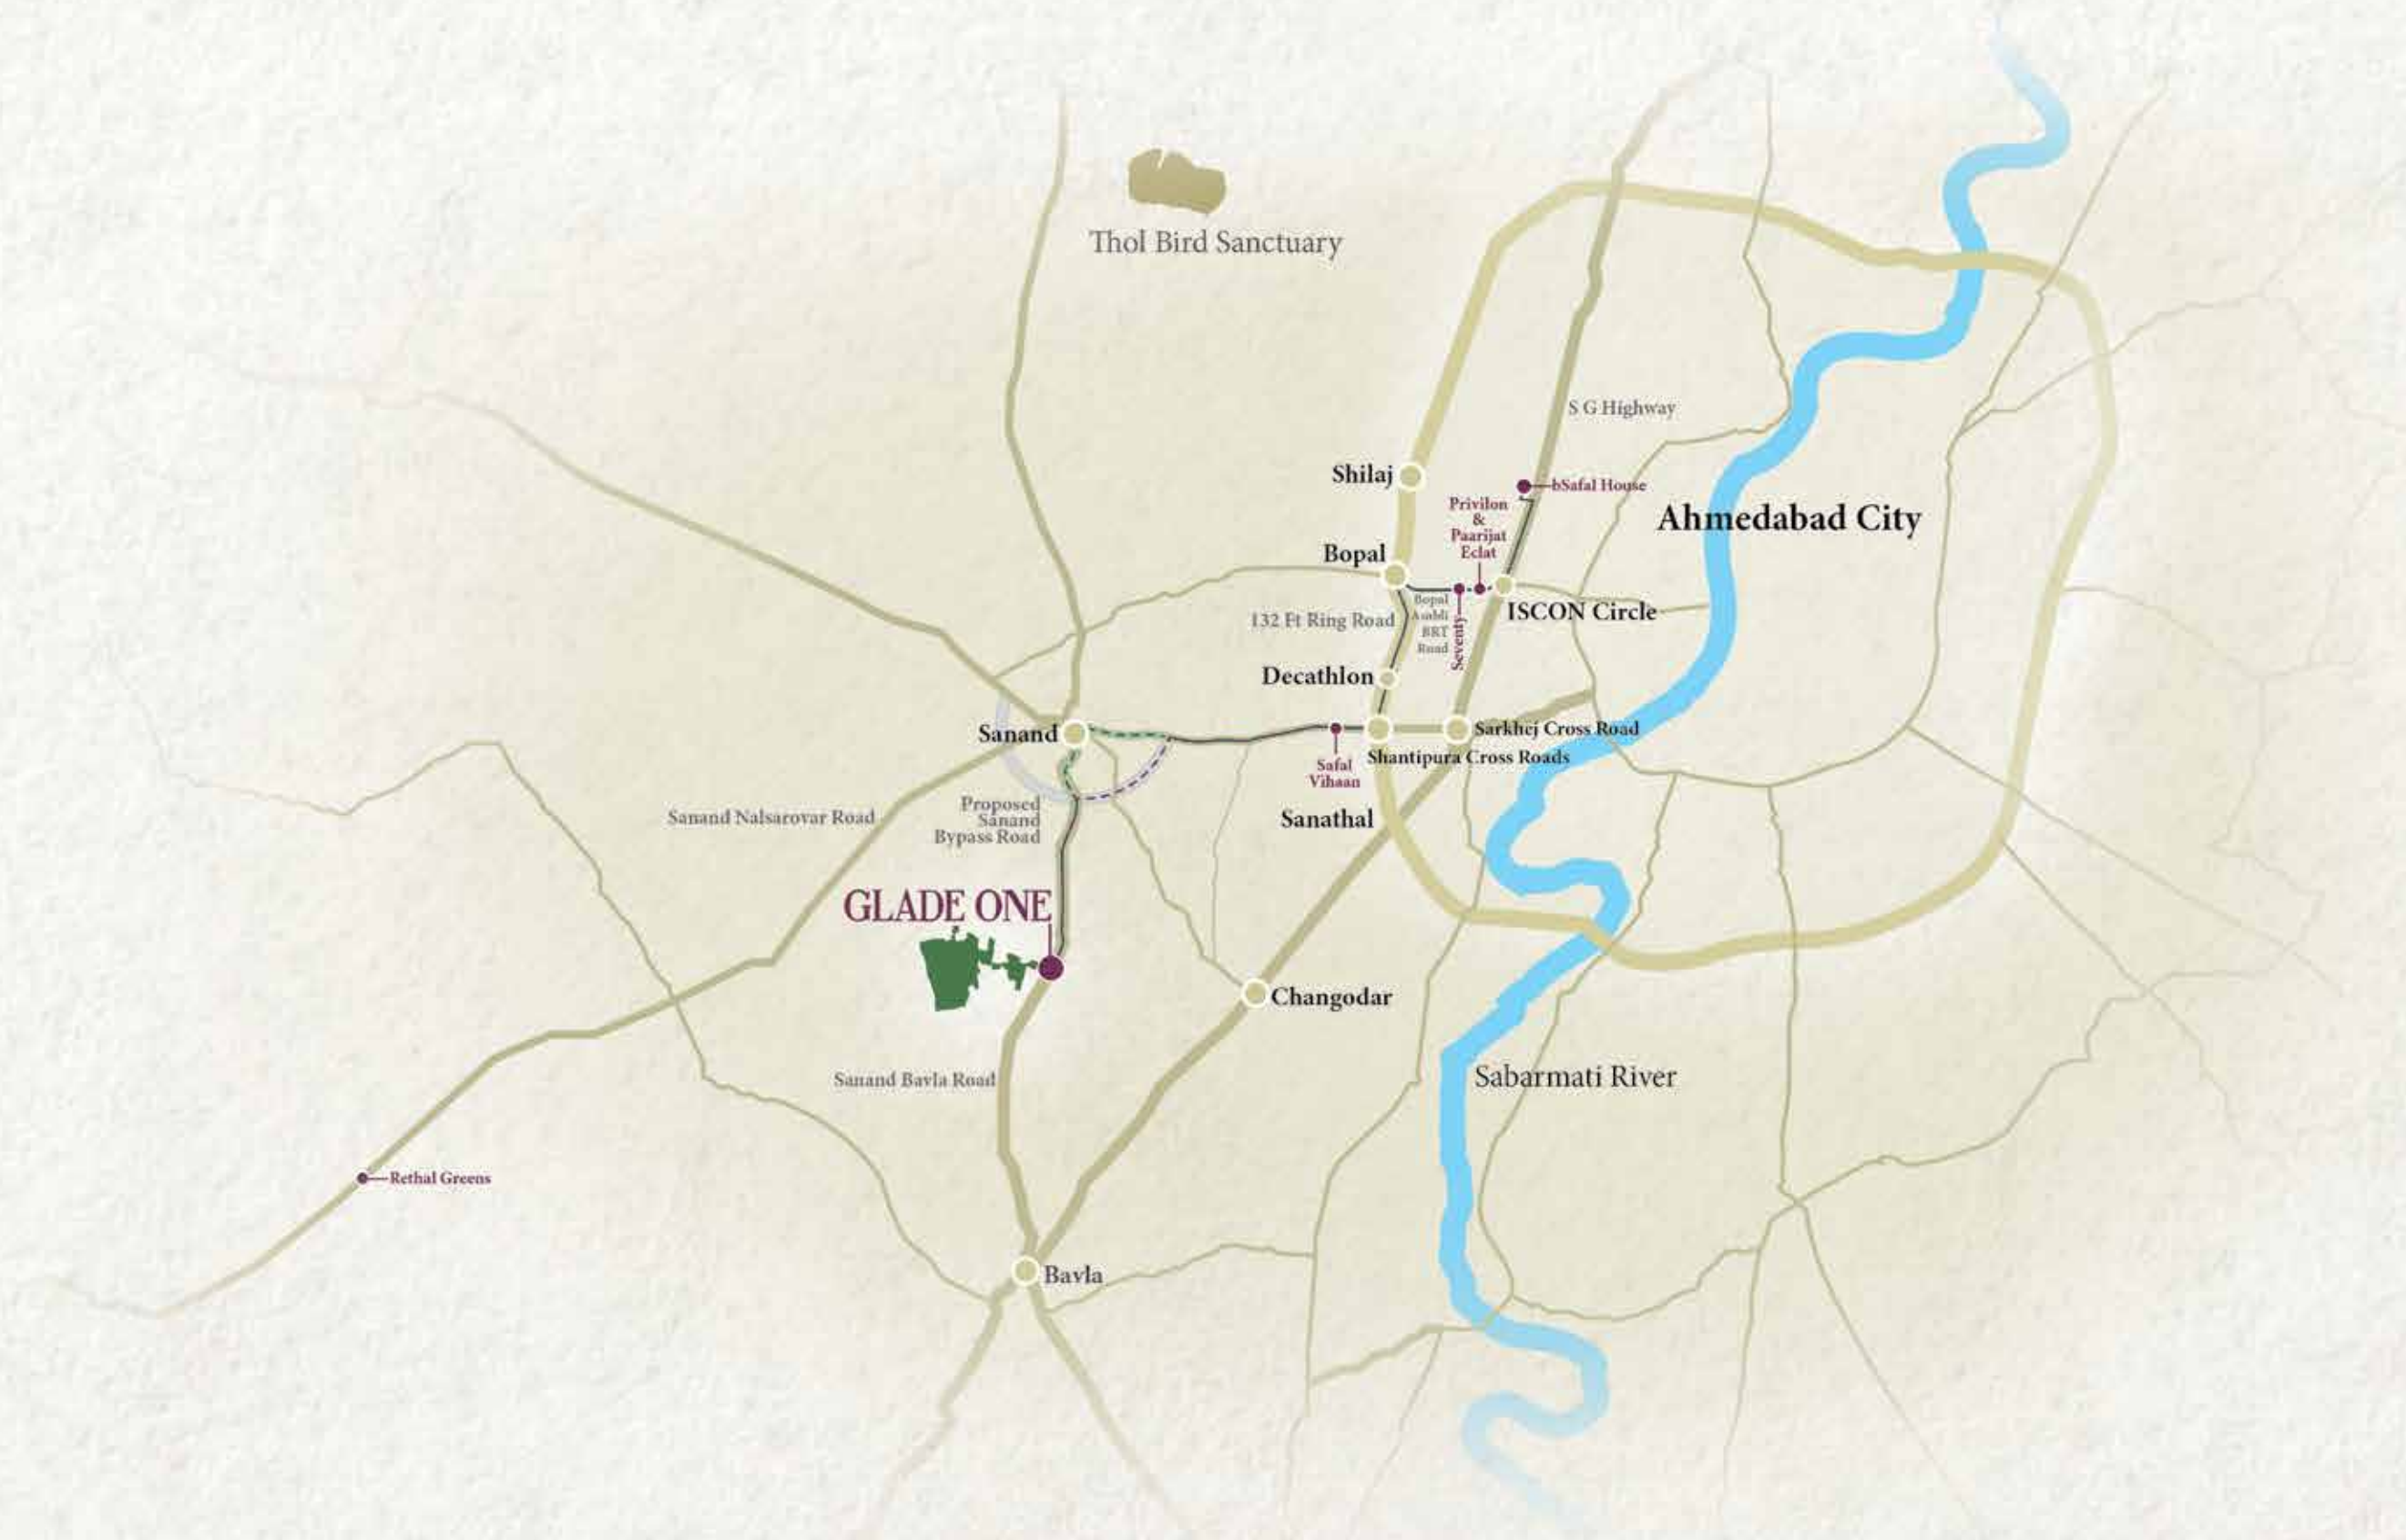 Thol Bird Sanctuary
S G Highway
Shilaj
bSafal House
Privilon
&
Paarijat
Eclat
Ahmedabad City
Bopal
Bopal
Ambli
BRT
Road
Seventy
ISCON Circle
132 Ft Ring Road
Decathlon
Sanand
Sarkhej Cross Road
Shantipura Cross Roads
Safal
Vihaan
Sanand Nalsarovar Road
Proposed
Sanand
Bypass Road
Sanathal
GLADE ONE
Changodar
Sanand Bavla Road
Sabarmati River
Rethal Greens
Bavla